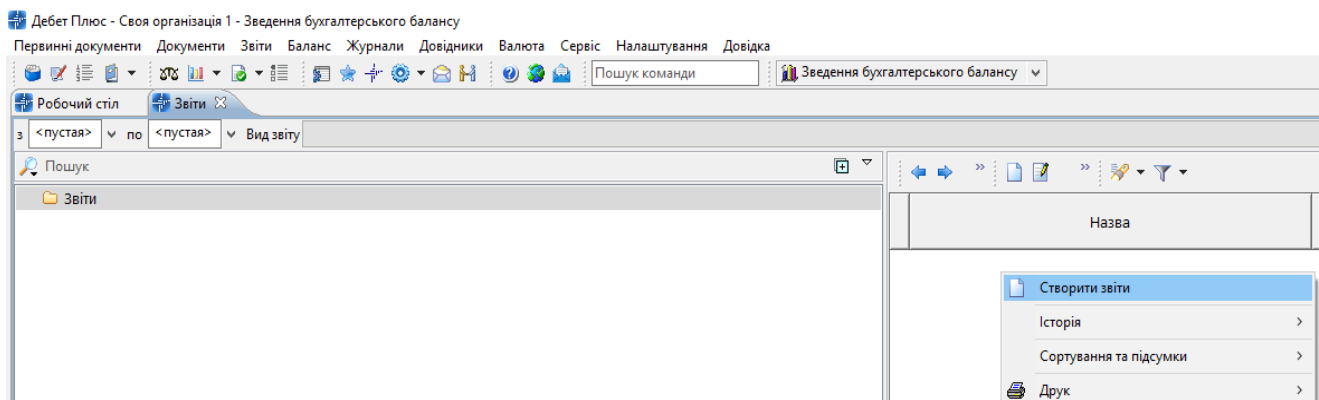 Дебет Плюс - Своя організація 1 - Зведення бухгалтерського балансу
Первинні документи Документи Звіти Баланс Журнали Довідники Валюта Сервіс Налаштування Довідка
Пошук команди Зведення бухгалтерського балансу
Робочий стіл Звіти
з <пустая> по <пустая> Вид звіту
Пошук
Звіти
Назва
Створити звіти
Історія
Сортування та підсумки
Друк